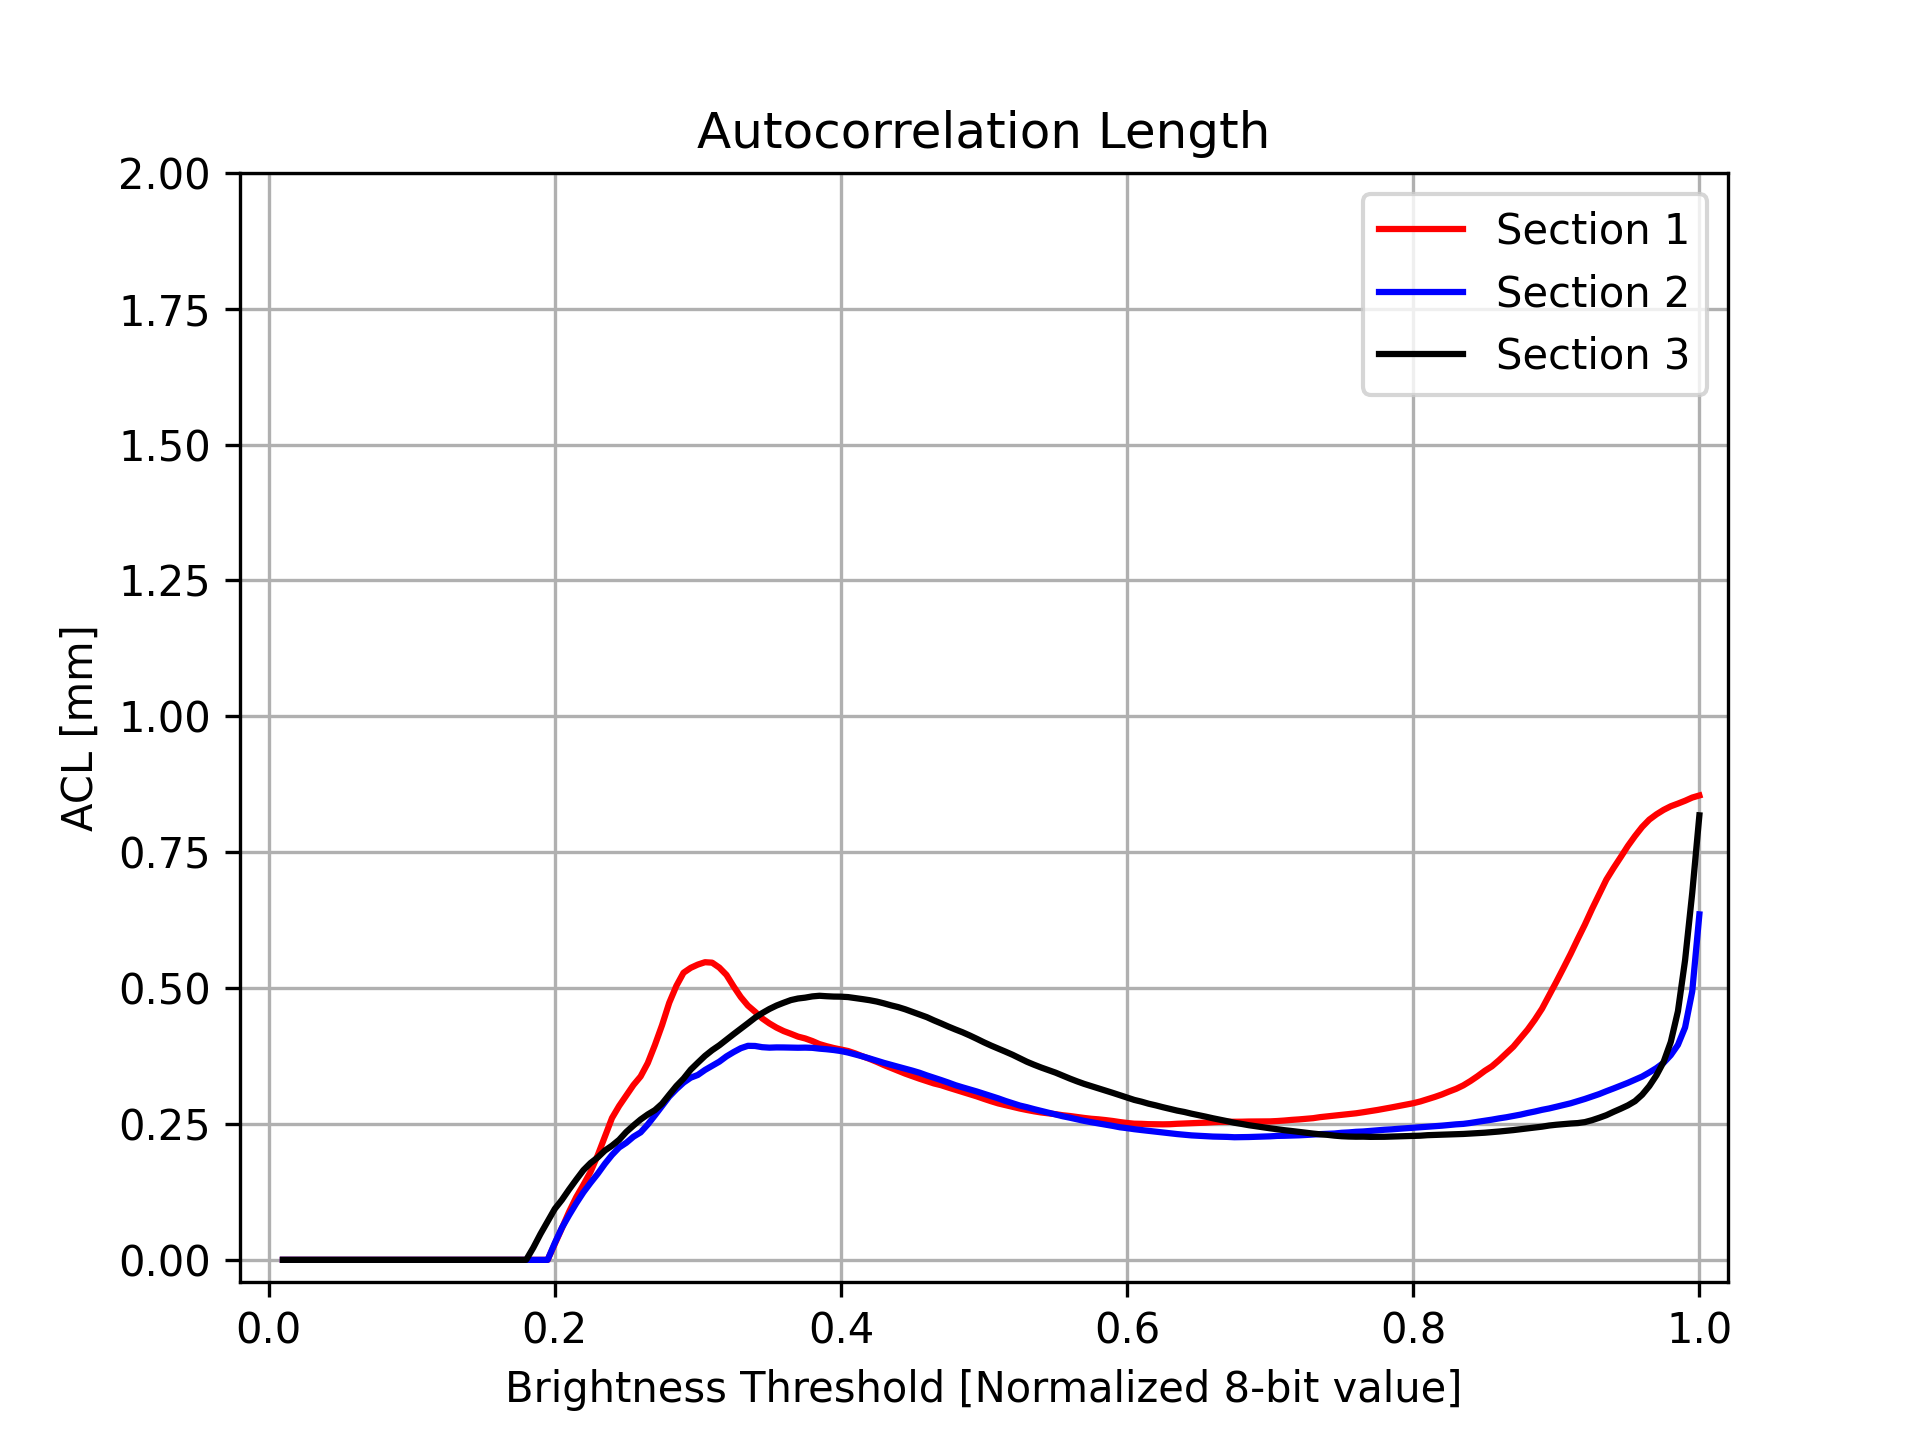 Autocorrelation Length
2.00
1.75
1.50
1.25
1.00
0.75
0.50
0.25
0.00
ACL [mm]
Section 1
Section 2
Section 3
0.0 0.2 0.4 0.6 0.8 1.0
Brightness Threshold [Normalized 8-bit value]